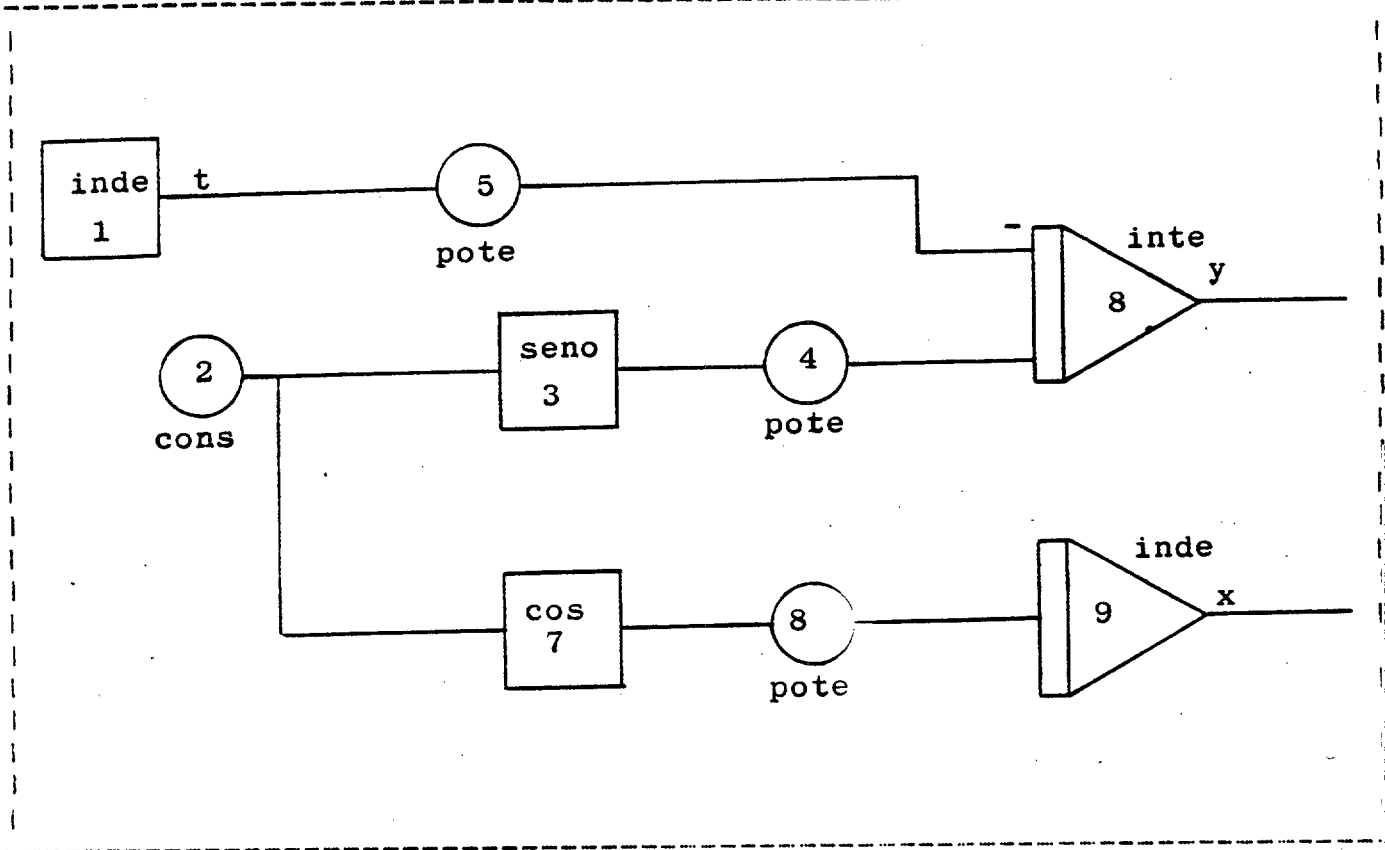 inde
1
t
5
pote
-
inte
y
8
2
cons
seno
3
4
pote
inde
x
9
cos
7
8
pote